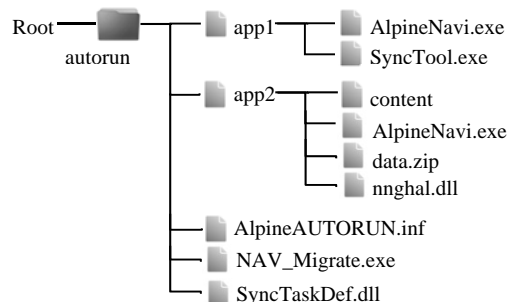 Root
autorun
app1
AlpineNavi.exe
SyncTool.exe
app2
content
AlpineNavi.exe
data.zip
nnghal.dll
AlpineAUTORUN.inf
NAV_Migrate.exe
SyncTaskDef.dll